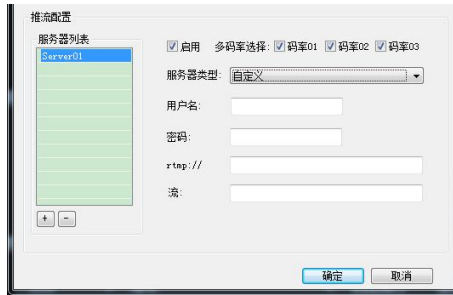 推流配置
服务器列表
Server01
启用 多码率选择: 码率01 码率02 码率03
服务器类型: 自定义
用户名:
密码:
rtmp://
流:
+ -
确定 取消